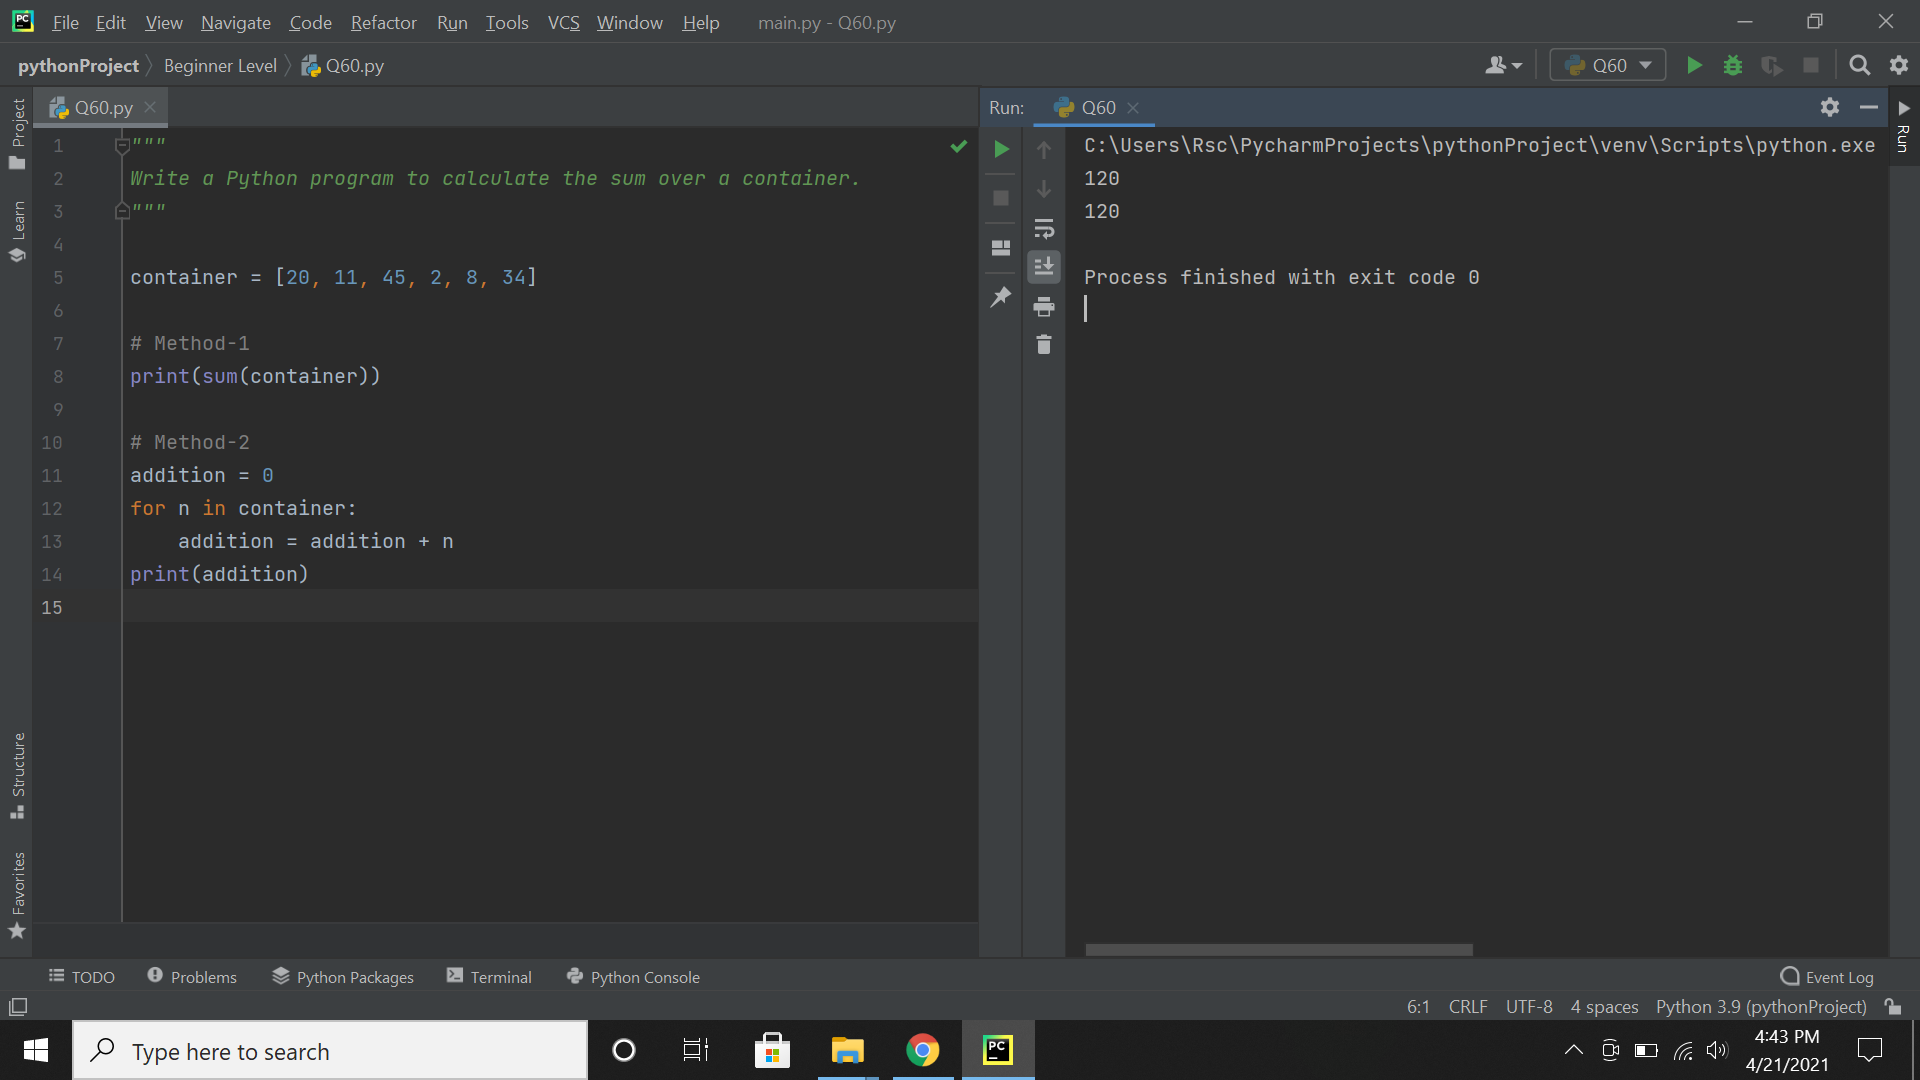 PC File Edit View Navigate Code Refactor Run Tools VCS Window Help main.py - Q60.py
pythonProject Beginner Level Q60.py Q60
Project
Learn
Structure
Favorites
Q60.py
1 """
2 Write a Python program to calculate the sum over a container.
3 """
4
5 container = [20, 11, 45, 2, 8, 34]
6
7 # Method-1
8 print(sum(container))
9
10 # Method-2
11 addition = 0
12 for n in container:
13     addition = addition + n
14 print(addition)
15
Run: Q60
Run
C:\Users\Rsc\PycharmProjects\pythonProject\venv\Scripts\python.exe
120
120
Process finished with exit code 0
TODO Problems Python Packages Terminal Python Console Event Log
6:1 CRLF UTF-8 4 spaces Python 3.9 (pythonProject)
Type here to search
PC
4:43 PM
4/21/2021